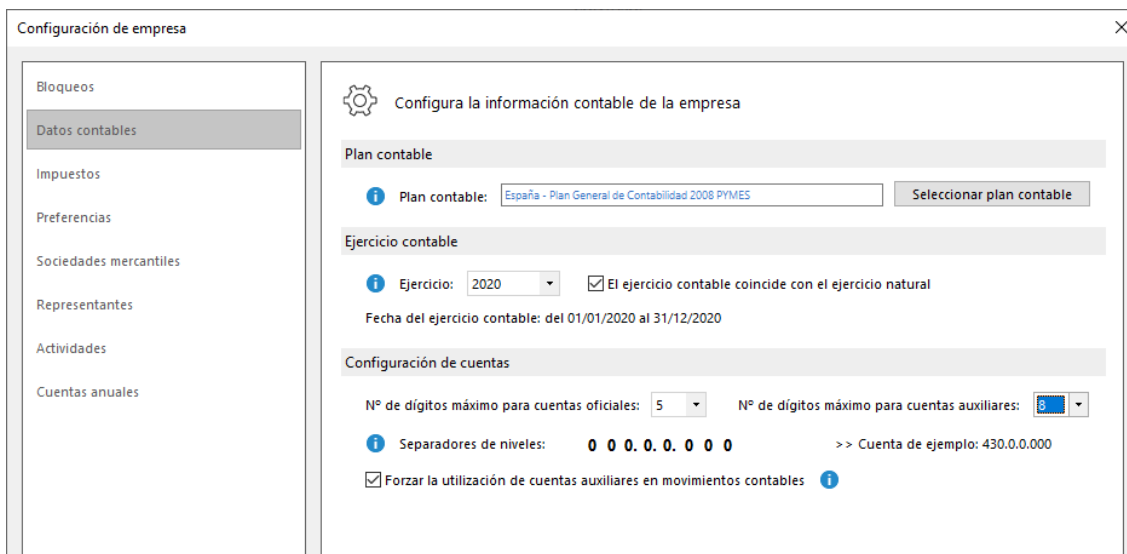 Configuración de empresa
Bloqueos
Datos contables
Impuestos
Preferencias
Sociedades mercantiles
Representantes
Actividades
Cuentas anuales
Configura la información contable de la empresa
Plan contable
Plan contable: España - Plan General de Contabilidad 2008 PYMES Seleccionar plan contable
Ejercicio contable
Ejercicio: 2020 El ejercicio contable coincide con el ejercicio natural
Fecha del ejercicio contable: del 01/01/2020 al 31/12/2020
Configuración de cuentas
Nº de dígitos máximo para cuentas oficiales: 5 Nº de dígitos máximo para cuentas auxiliares: 8
Separadores de niveles: 0 0 0. 0. 0. 0 0 0 >> Cuenta de ejemplo: 430.0.0.000
Forzar la utilización de cuentas auxiliares en movimientos contables